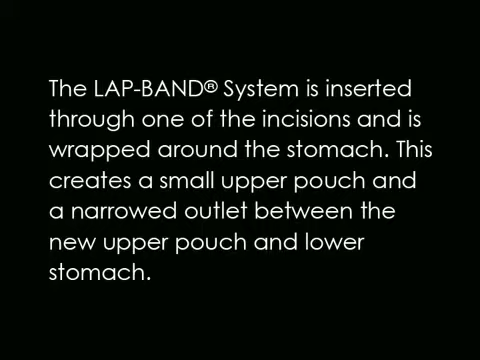 The LAP-BAND® System is inserted
through one of the incisions and is
wrapped around the stomach. This
creates a small upper pouch and
a narrowed outlet between the
new upper pouch and lower
stomach.